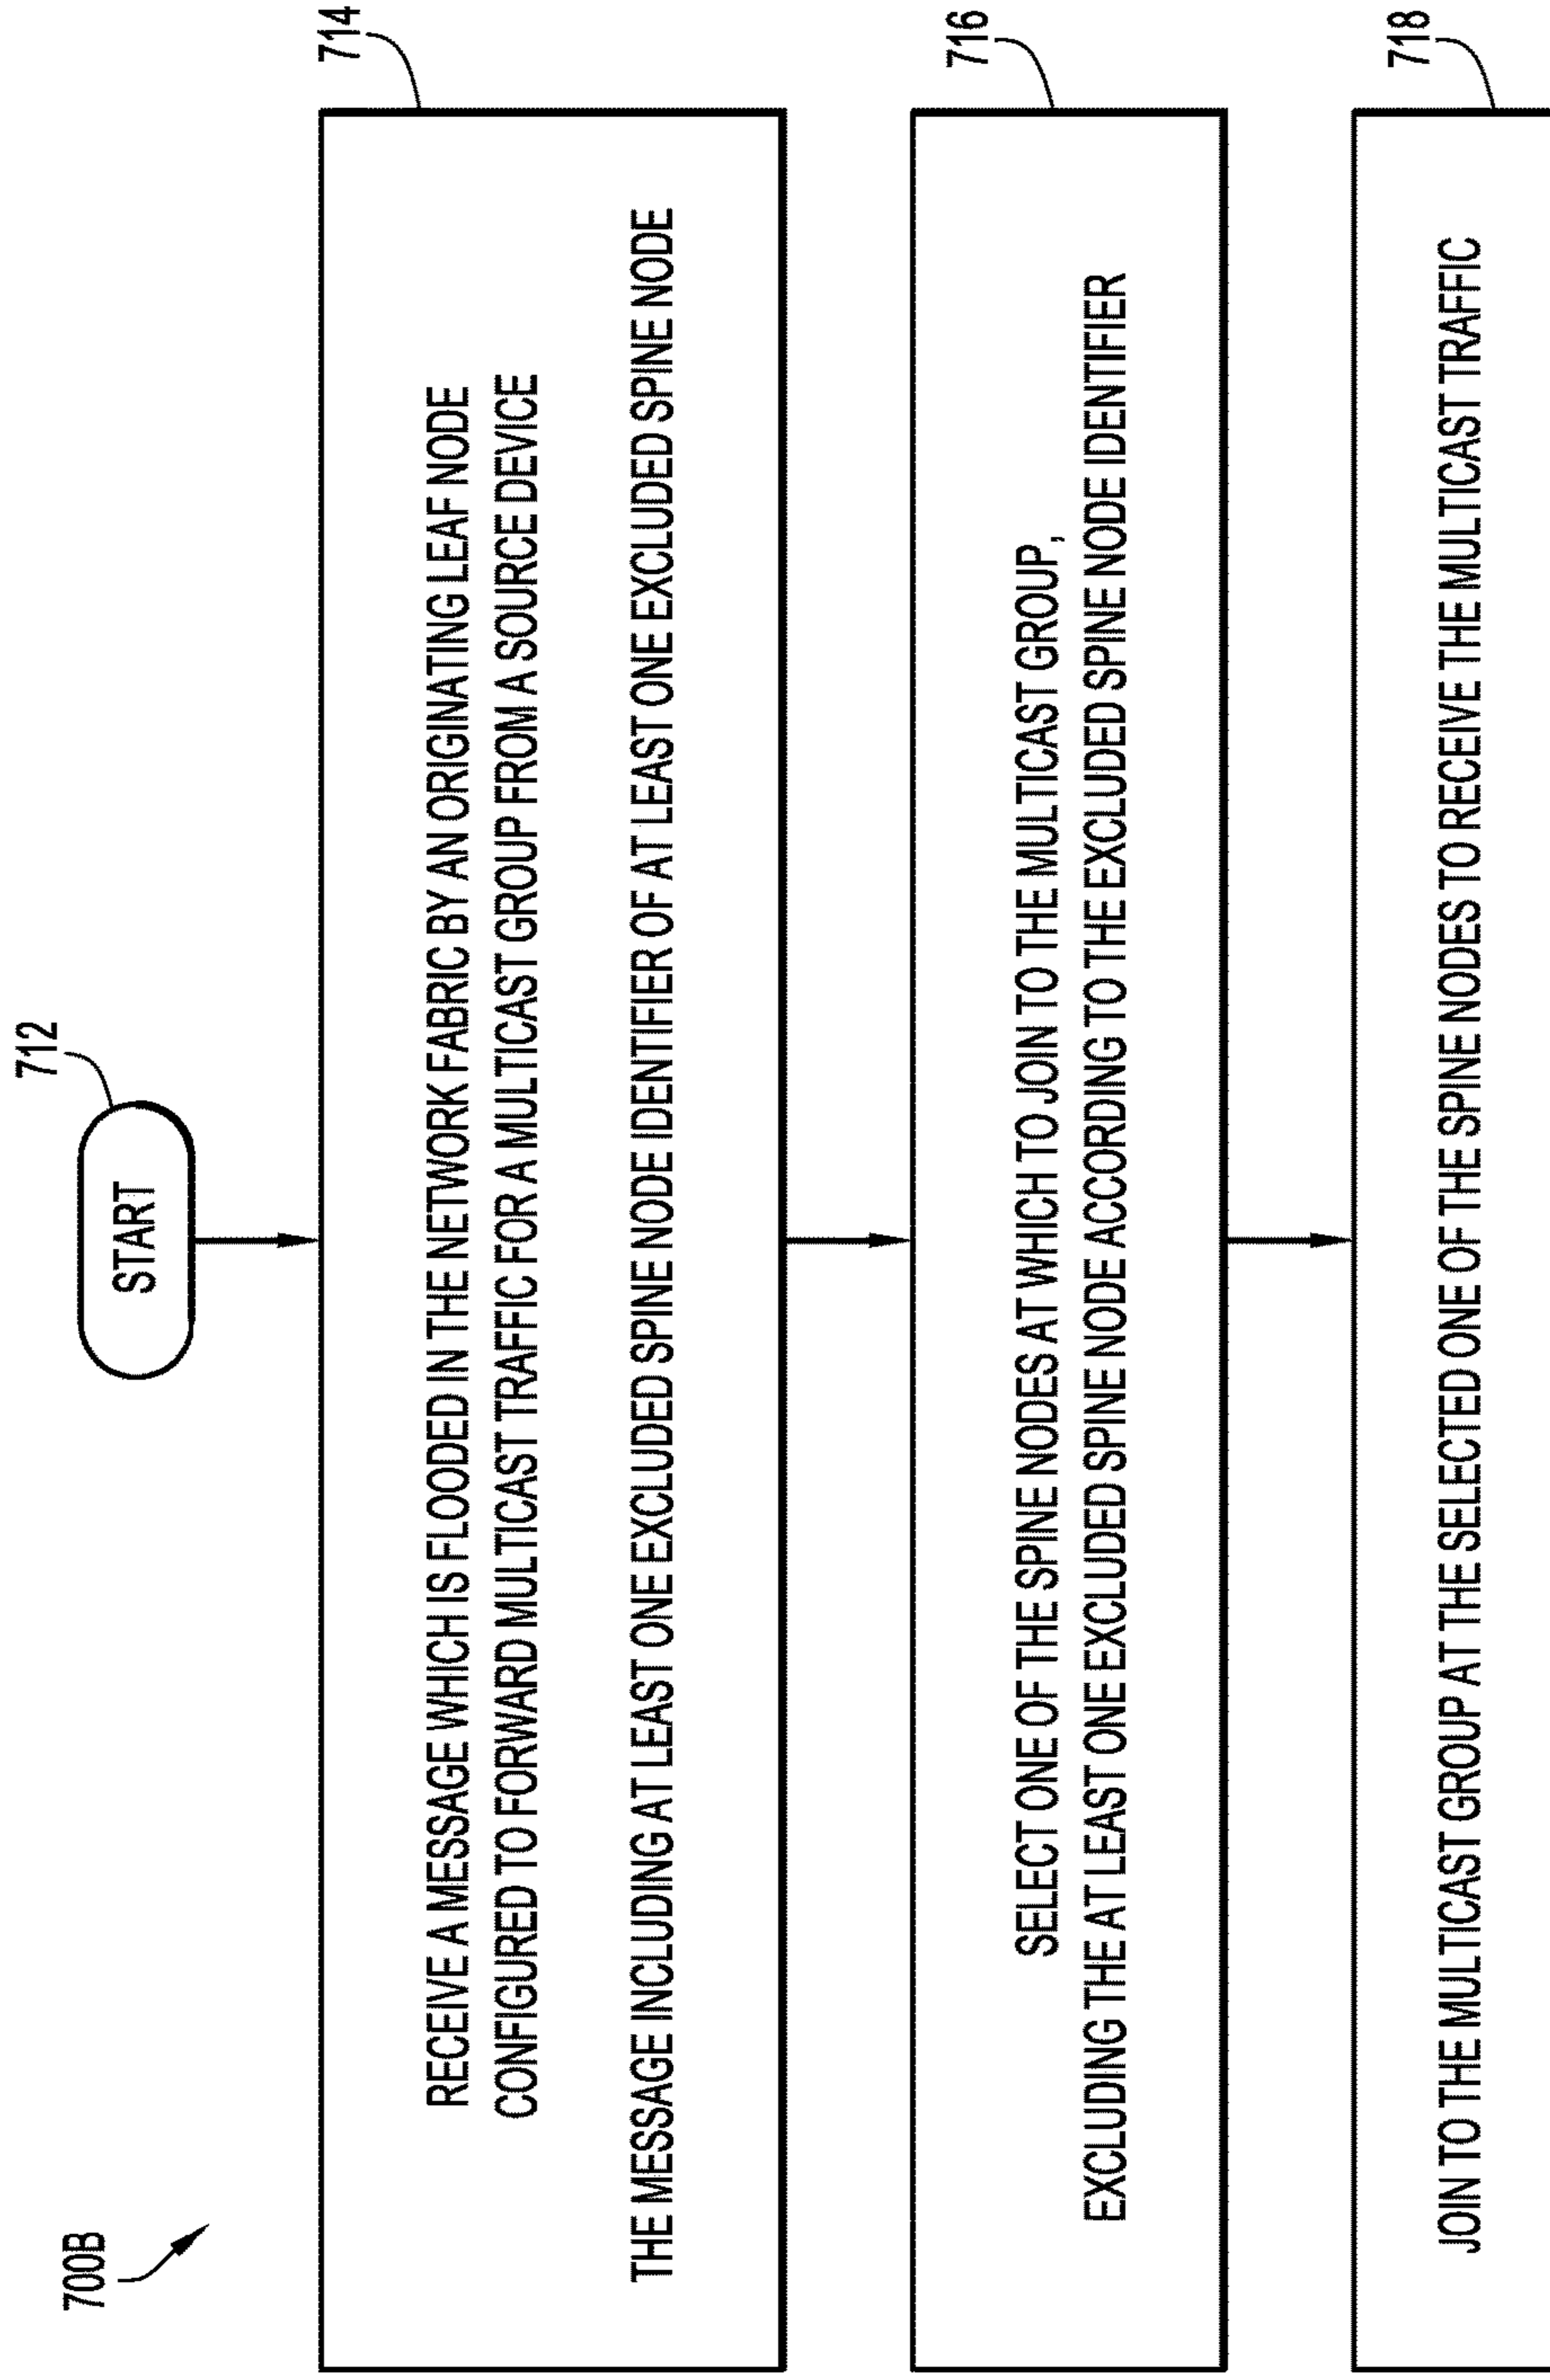 700B
712
START
714
RECEIVE A MESSAGE WHICH IS FLOODED IN THE NETWORK FABRIC BY AN ORIGINATING LEAF NODE
CONFIGURED TO FORWARD MULTICAST TRAFFIC FOR A MULTICAST GROUP FROM A SOURCE DEVICE
THE MESSAGE INCLUDING AT LEAST ONE EXCLUDED SPINE NODE IDENTIFIER OF AT LEAST ONE EXCLUDED SPINE NODE
716
SELECT ONE OF THE SPINE NODES AT WHICH TO JOIN TO THE MULTICAST GROUP,
EXCLUDING THE AT LEAST ONE EXCLUDED SPINE NODE ACCORDING TO THE EXCLUDED SPINE NODE IDENTIFIER
718
JOIN TO THE MULTICAST GROUP AT THE SELECTED ONE OF THE SPINE NODES TO RECEIVE THE MULTICAST TRAFFIC